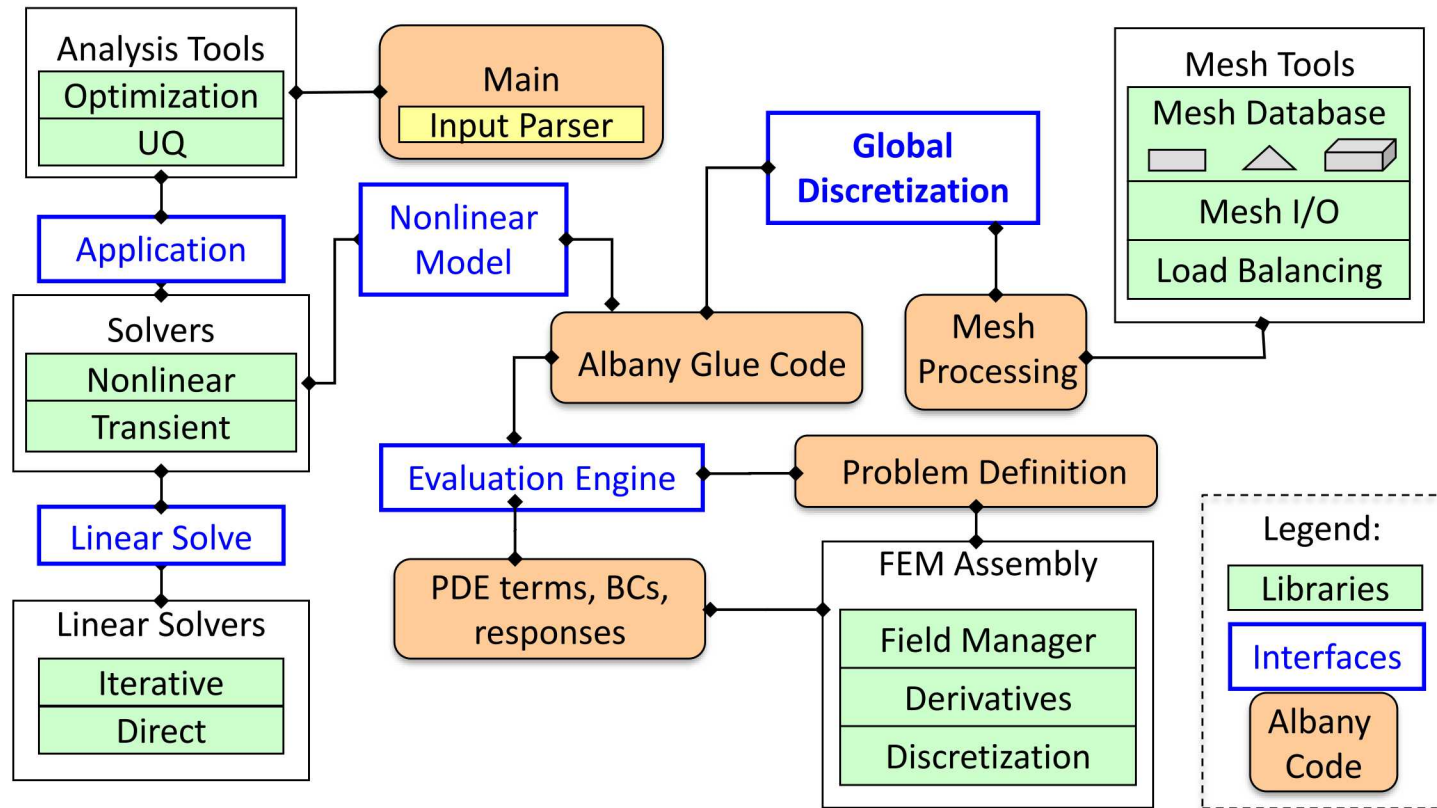 Analysis Tools
Optimization
UQ
Main
Input Parser
Application
Nonlinear
Model
Global
Discretization
Mesh Tools
Mesh Database
Mesh I/O
Load Balancing
Solvers
Nonlinear
Transient
Albany Glue Code
Mesh
Processing
Evaluation Engine
Problem Definition
Linear Solve
Linear Solvers
Iterative
Direct
PDE terms, BCs,
responses
FEM Assembly
Field Manager
Derivatives
Discretization
Legend:
Libraries
Interfaces
Albany
Code